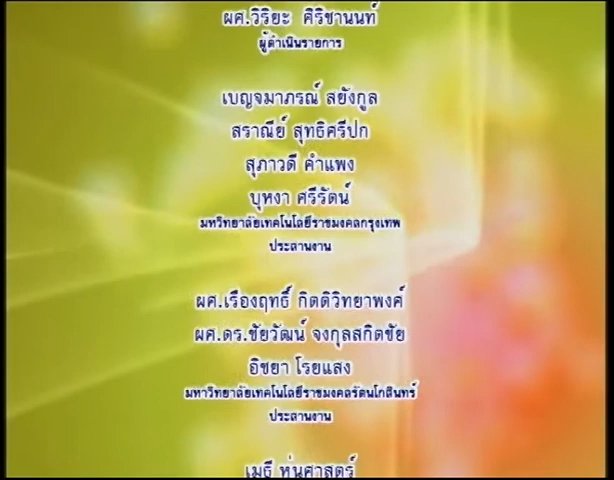 ผศ.วิริยะ ศิริชานนท์
ผู้ดำเนินรายการ
เบญจมาภรณ์ สยังกูล
สราณีย์ สุทธิศรีปก
สุภาวดี คำแพง
บุหงา ศรีรัตน์
มหวิทยาลัยเทคโนโลยีราชมงคลกรุงเทพ
ประสานงาน
ผศ.เรืองฤทธิ์ กิตติวิทยาพงศ์
ผศ.ดร.ชัยวัฒน์ จงกุลสถิตชัย
อิชยา โรยแสง
มหาวิทยาลัยเทคโนโลยีราชมงคลรัตนโกสินทร์
ประสานงาน
เมธี หุ่นศาสตร์